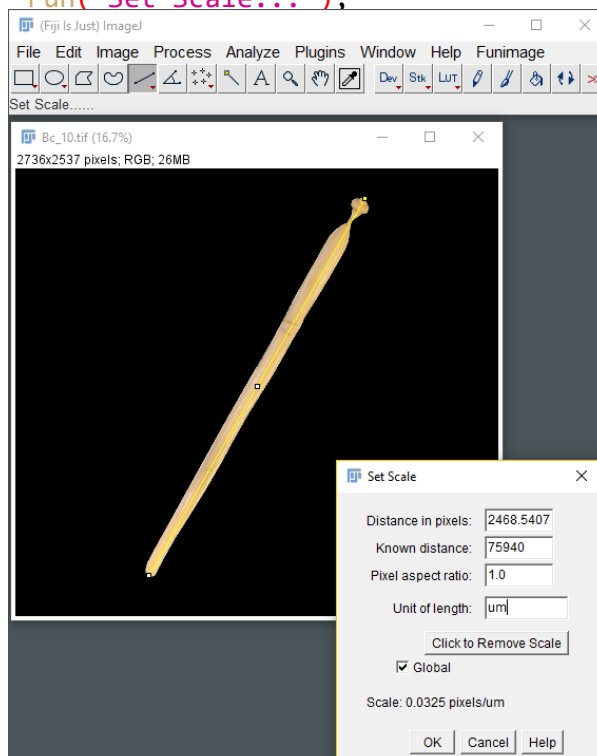 run("Set Scale...");
(Fiji Is Just) ImageJ
File Edit Image Process Analyze Plugins Window Help Funimage
A Dev Stk LUT
Set Scale......
Bc_10.tif (16.7%)
2736x2537 pixels; RGB; 26MB
Set Scale
Distance in pixels: 2468.5407
Known distance: 75940
Pixel aspect ratio: 1.0
Unit of length: um
Click to Remove Scale
Global
Scale: 0.0325 pixels/um
OK Cancel Help